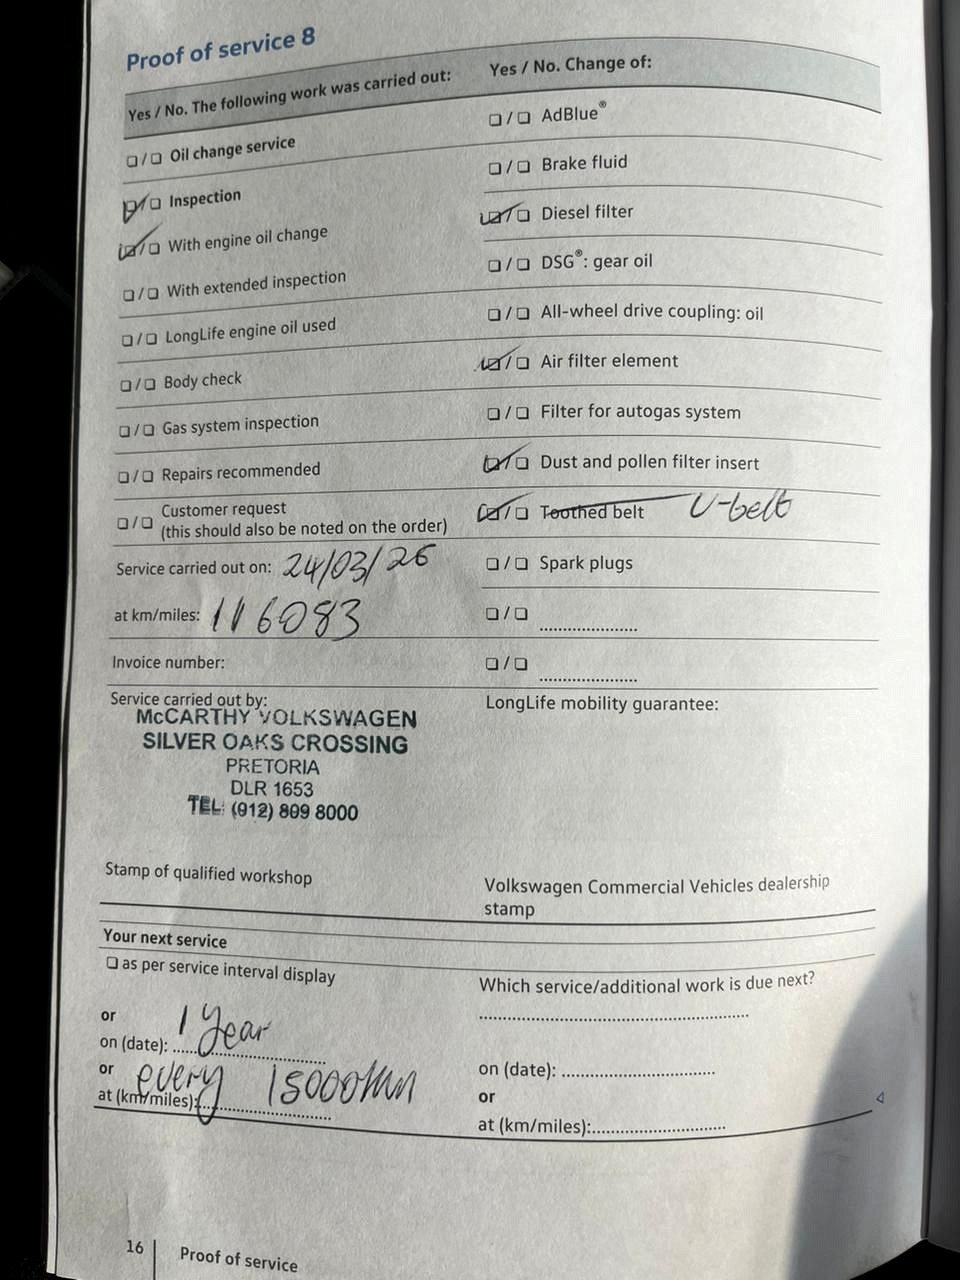 Proof of service 8
Yes / No. The following work was carried out:
☐ / ☐ Oil change service
☑ / ☐ Inspection
☑ / ☐ With engine oil change
☐ / ☐ With extended inspection
☐ / ☐ LongLife engine oil used
☐ / ☐ Body check
☐ / ☐ Gas system inspection
☐ / ☐ Repairs recommended
☐ / ☐ Customer request
(this should also be noted on the order)
Service carried out on: 24/03/26
at km/miles: 116083
Invoice number:
Service carried out by:
McCARTHY VOLKSWAGEN
SILVER OAKS CROSSING
PRETORIA
DLR 1653
TEL: (012) 809 8000
Stamp of qualified workshop
Yes / No. Change of:
☐ / ☐ AdBlue®
☐ / ☐ Brake fluid
☑ / ☐ Diesel filter
☐ / ☐ DSG®: gear oil
☐ / ☐ All-wheel drive coupling: oil
☑ / ☐ Air filter element
☐ / ☐ Filter for autogas system
☑ / ☐ Dust and pollen filter insert
☑ / ☐ Toothed belt V-belt
☐ / ☐ Spark plugs
☐ / ☐ ....................
☐ / ☐ ....................
LongLife mobility guarantee:
Volkswagen Commercial Vehicles dealership
stamp
Your next service
☐ as per service interval display
or
on (date): 1 Year
or every 15000km
at (km/miles):
Which service/additional work is due next?
on (date):
or
at (km/miles):
16
Proof of service